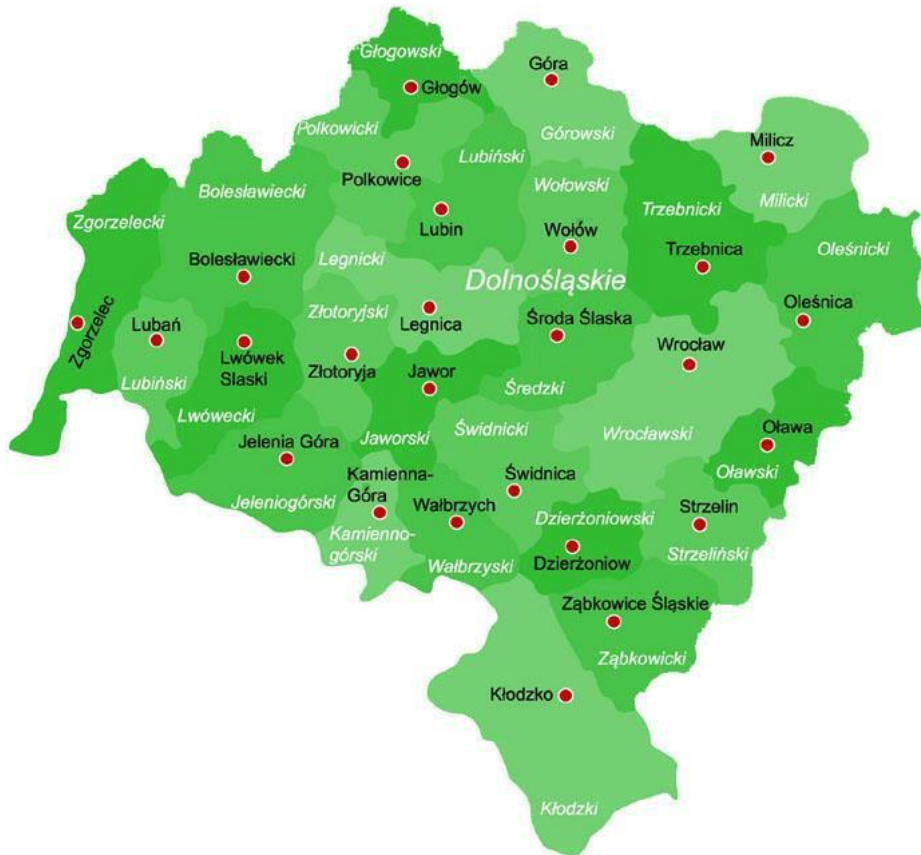 Głogowski
Góra
Głogów
Polkowicki
Górowski
Milicz
Lubiński
Polkowice
Bolesławiecki
Wołowski
Milicki
Zgorzelecki
Trzebnicki
Lubin
Wołów
Trzebnica
Oleśnicki
Bolesławiecki
Legnicki
Dolnośląskie
Oleśnica
Złotoryjski
Legnica
Środa Ślaska
Zgorzelec
Lubań
Lwówek
Slaski
Wrocław
Złotoryja
Jawor
Lubiński
Średzki
Lwówecki
Jaworski
Świdnicki
Wrocławski
Oława
Jelenia Góra
Oławski
Kamienna-
Góra
Świdnica
Jeleniogórski
Wałbrzych
Strzelin
Dzierżoniowski
Kamienno-
górski
Strzeliński
Wałbrzyski
Dzierżoniow
Ząbkowice Śląskie
Ząbkowicki
Kłodzko
Kłodzki